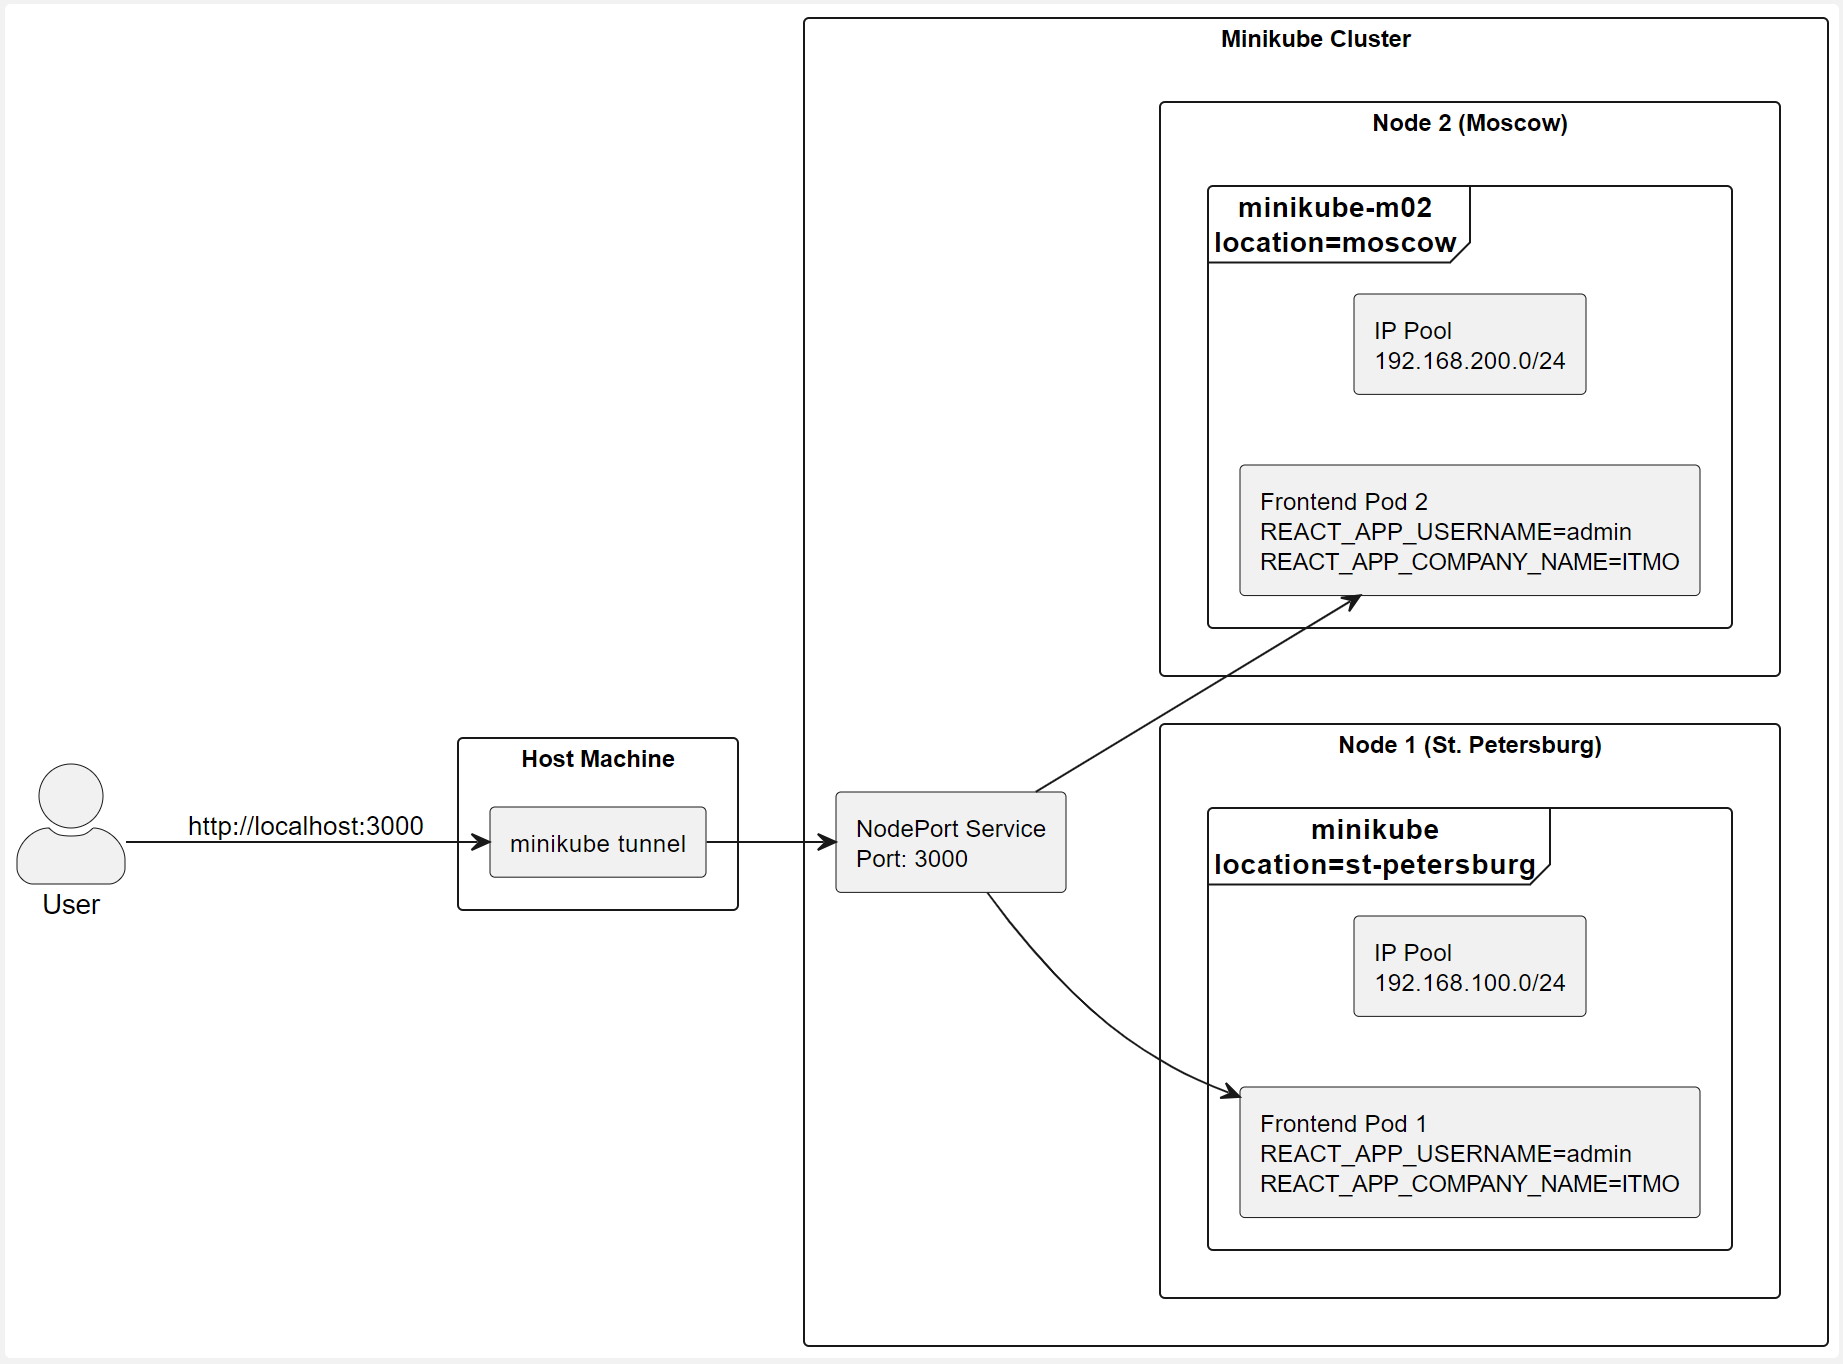 Minikube Cluster
Node 2 (Moscow)
minikube-m02
location=moscow
IP Pool
192.168.200.0/24
Frontend Pod 2
REACT_APP_USERNAME=admin
REACT_APP_COMPANY_NAME=ITMO
Host Machine
minikube tunnel
http://localhost:3000
User
NodePort Service
Port: 3000
Node 1 (St. Petersburg)
minikube
location=st-petersburg
IP Pool
192.168.100.0/24
Frontend Pod 1
REACT_APP_USERNAME=admin
REACT_APP_COMPANY_NAME=ITMO